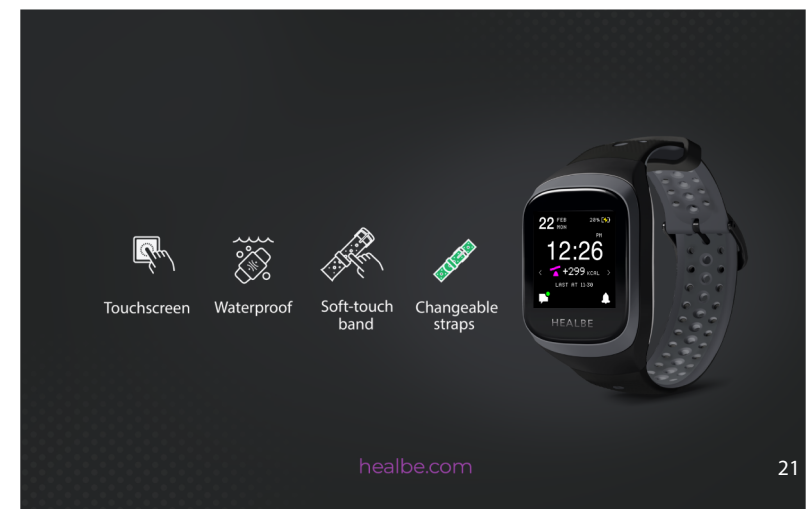 22 FEB
MON
20% [⚡]
PM
12:26
< +299 KCAL >
LAST AT 11:30
HEALBE
Touchscreen
Waterproof
Soft-touch
band
Changeable
straps
healbe.com
21